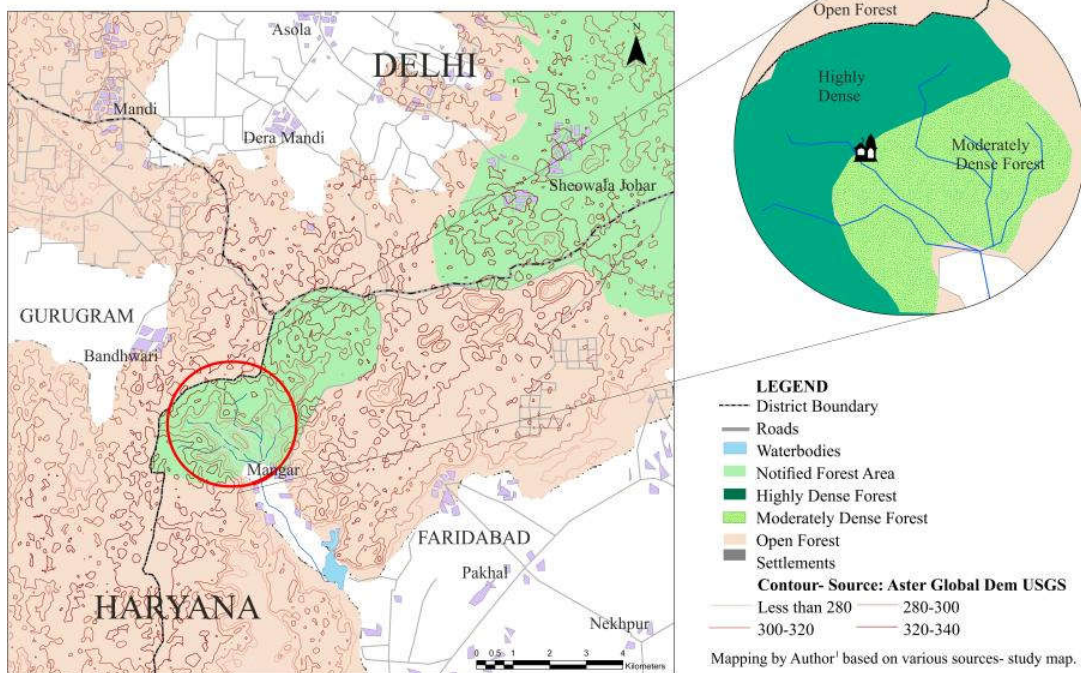 Asola
DELHI
N
Mandi
Dera Mandi
Sheowala Johar
GURUGRAM
Bandhwari
Mangar
FARIDABAD
Pakhal
HARYANA
Nekhpur
0 0.5 1 2 3 4
Kilometers
Open Forest
Highly
Dense
Moderately
Dense Forest
LEGEND
District Boundary
Roads
Waterbodies
Notified Forest Area
Highly Dense Forest
Moderately Dense Forest
Open Forest
Settlements
Contour- Source: Aster Global Dem USGS
Less than 280 280-300
300-320 320-340
Mapping by Author¹ based on various sources- study map.